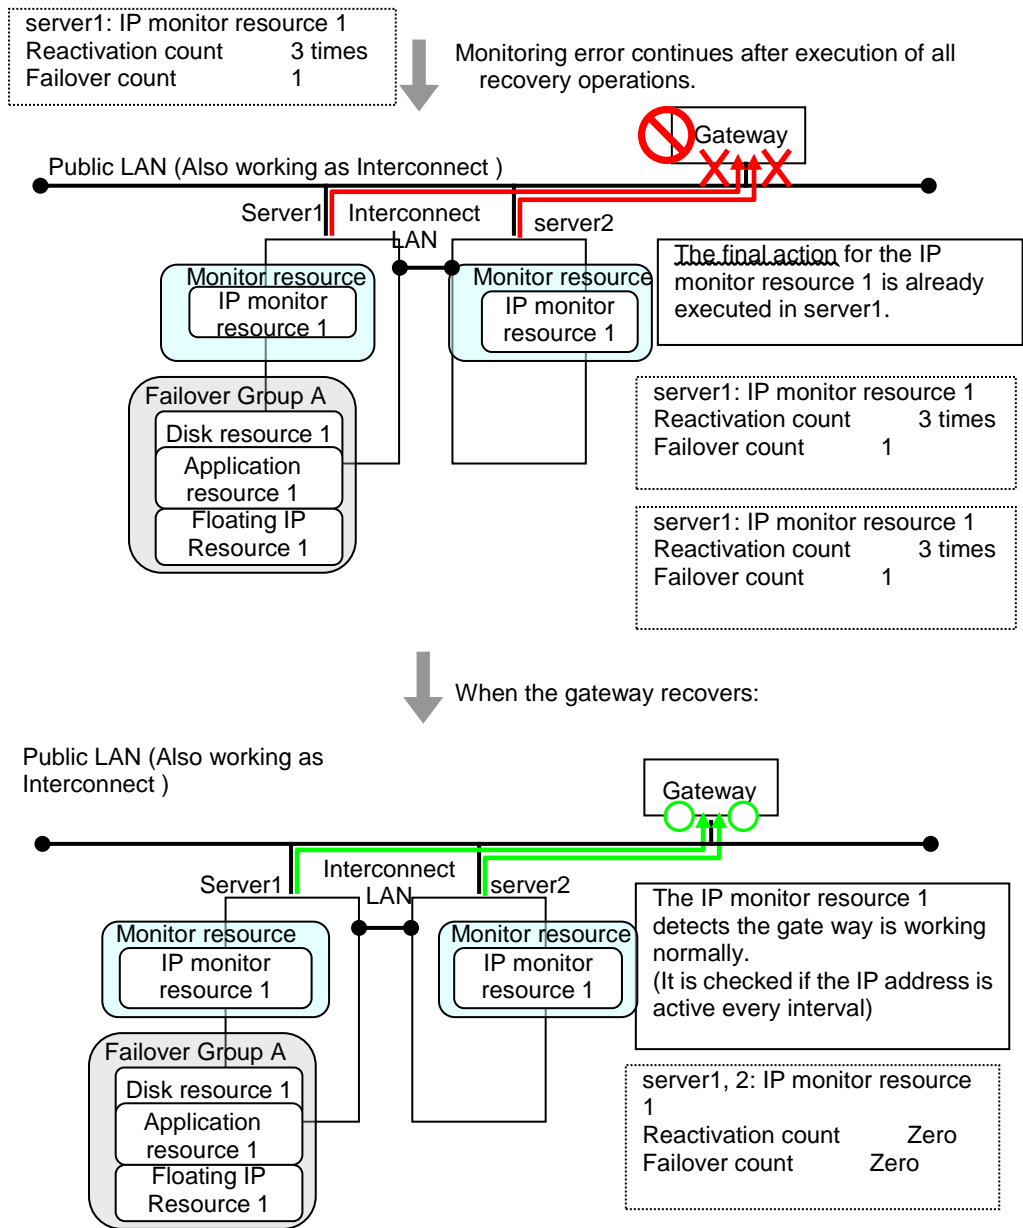 server1: IP monitor resource 1
Reactivation count 3 times
Failover count 1
Monitoring error continues after execution of all
recovery operations.
Gateway
Public LAN (Also working as Interconnect )
Server1
Interconnect
LAN
server2
Monitor resource
IP monitor
resource 1
Monitor resource
IP monitor
resource 1
The final action for the IP
monitor resource 1 is already
executed in server1.
Failover Group A
Disk resource 1
Application
resource 1
Floating IP
Resource 1
server1: IP monitor resource 1
Reactivation count 3 times
Failover count 1
server1: IP monitor resource 1
Reactivation count 3 times
Failover count 1
When the gateway recovers:
Public LAN (Also working as
Interconnect )
Gateway
Server1
Interconnect
LAN
server2
Monitor resource
IP monitor
resource 1
Monitor resource
IP monitor
resource 1
The IP monitor resource 1
detects the gate way is working
normally.
(It is checked if the IP address is
active every interval)
Failover Group A
Disk resource 1
Application
resource 1
Floating IP
Resource 1
server1, 2: IP monitor resource
1
Reactivation count Zero
Failover count Zero